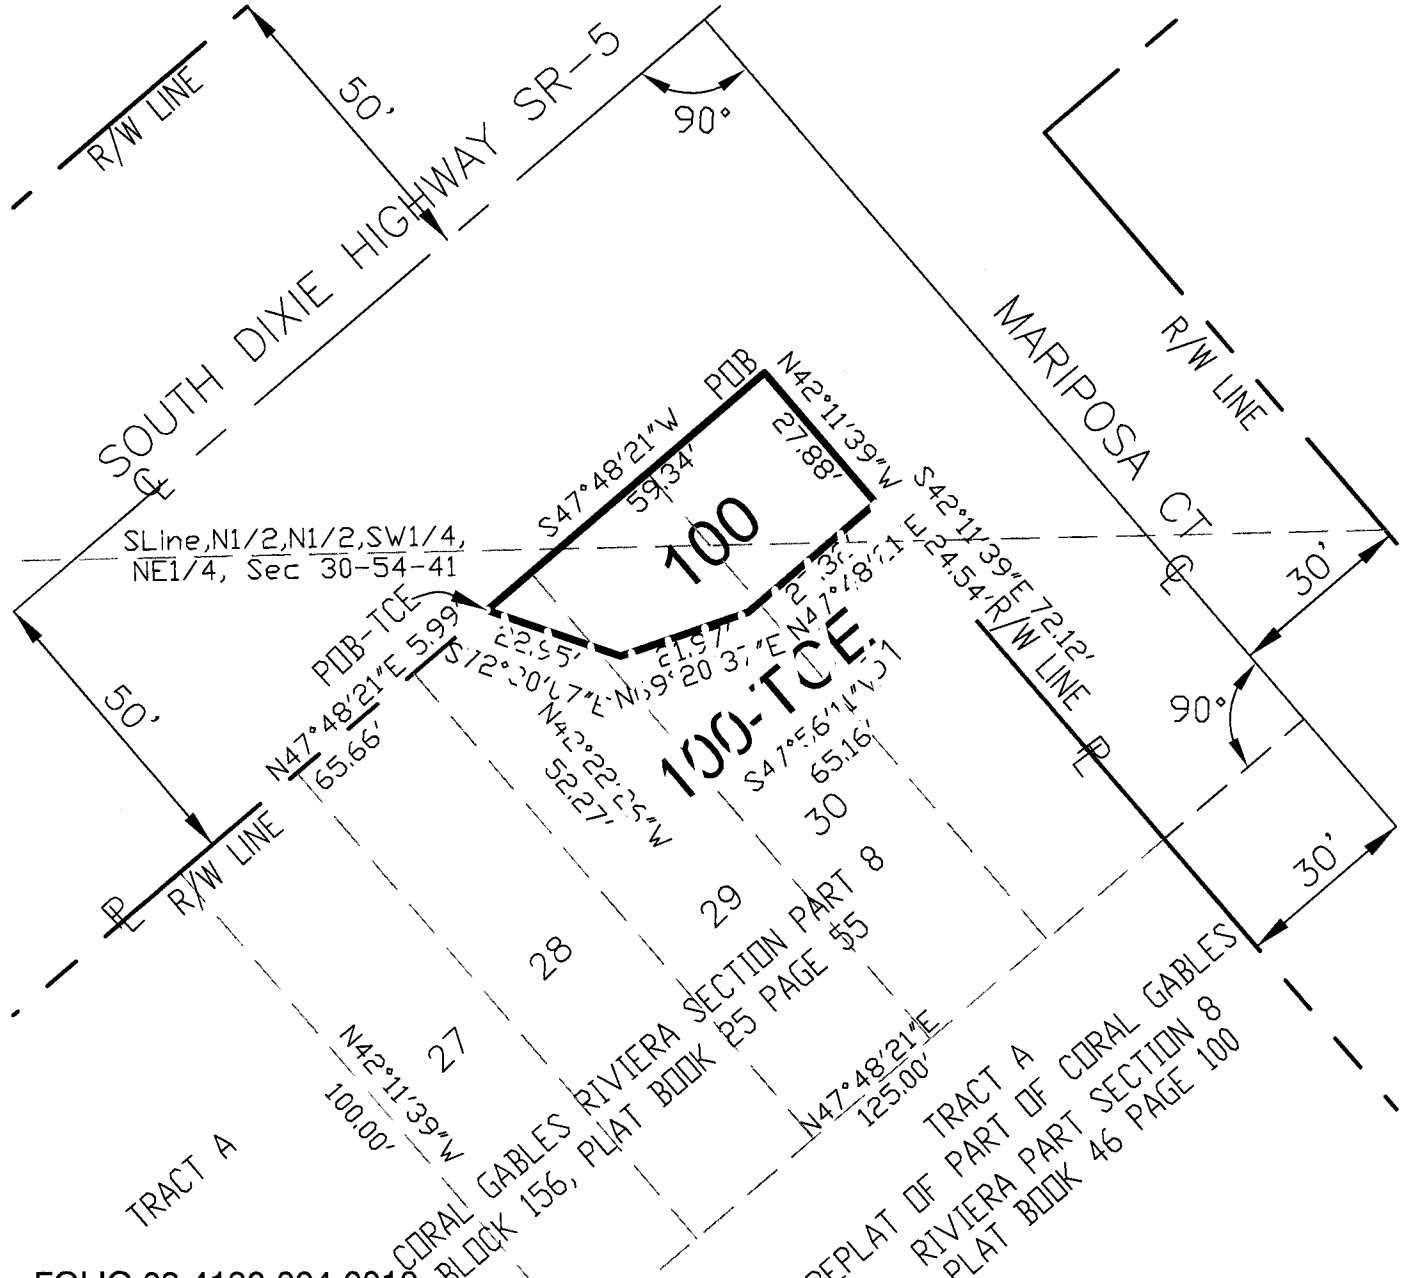 50'
R/W LINE
SOUTH DIXIE HIGHWAY SR-5
90°
MARIPOSA CT
R/W LINE
POB
N42°11'39"W
27.88'
S47°48'21"W
59.34'
100
SLine,N1/2,N1/2,SW1/4,
NE1/4, Sec 30-54-41
POB-TCE
S42°11'39"E 72.12'
E 24.54'
R/W LINE
30'
90°
30'
22.95'
21.97'
N47°48'21"E 5.99'
65.66'
50'
100-TCE.
65.16'
52.27'
R/W LINE
30
29
28
27
N42°11'39"W
100.00'
N47°48'21"E
125.00'
TRACT A
CORAL GABLES RIVIERA SECTION PART 8
BLOCK 156, PLAT BOOK 25 PAGE 55
TRACT A
REPLAT OF PART OF CORAL GABLES
RIVIERA PART SECTION 8
PLAT BOOK 46 PAGE 100